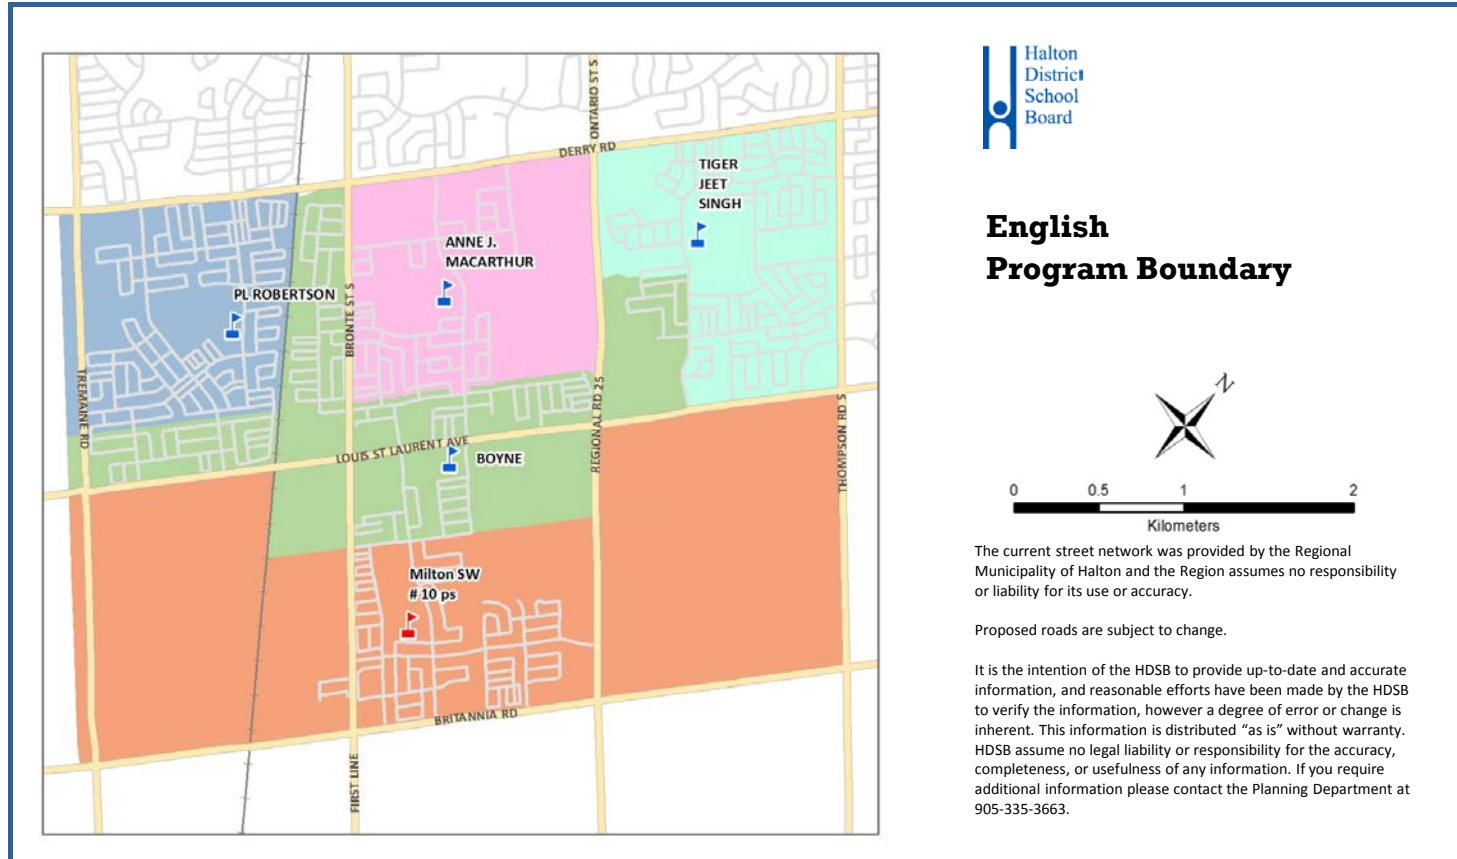 Halton
District
School
Board
English
Program Boundary
ONTARIO ST S
DERRY RD
TIGER
JEET
SINGH
ANNE J.
MACARTHUR
PL ROBERTSON
BRONTE ST S
TREMAINE RD
REGIONAL RD 25
THOMPSON RD S
LOUIS ST LAURENT AVE
BOYNE
Milton SW
# 10 ps
BRITANNIA RD
FIRST LINE
N
0 0.5 1 2
Kilometers
The current street network was provided by the Regional
Municipality of Halton and the Region assumes no responsibility
or liability for its use or accuracy.
Proposed roads are subject to change.
It is the intention of the HDSB to provide up-to-date and accurate
information, and reasonable efforts have been made by the HDSB
to verify the information, however a degree of error or change is
inherent. This information is distributed “as is” without warranty.
HDSB assume no legal liability or responsibility for the accuracy,
completeness, or usefulness of any information. If you require
additional information please contact the Planning Department at
905-335-3663.